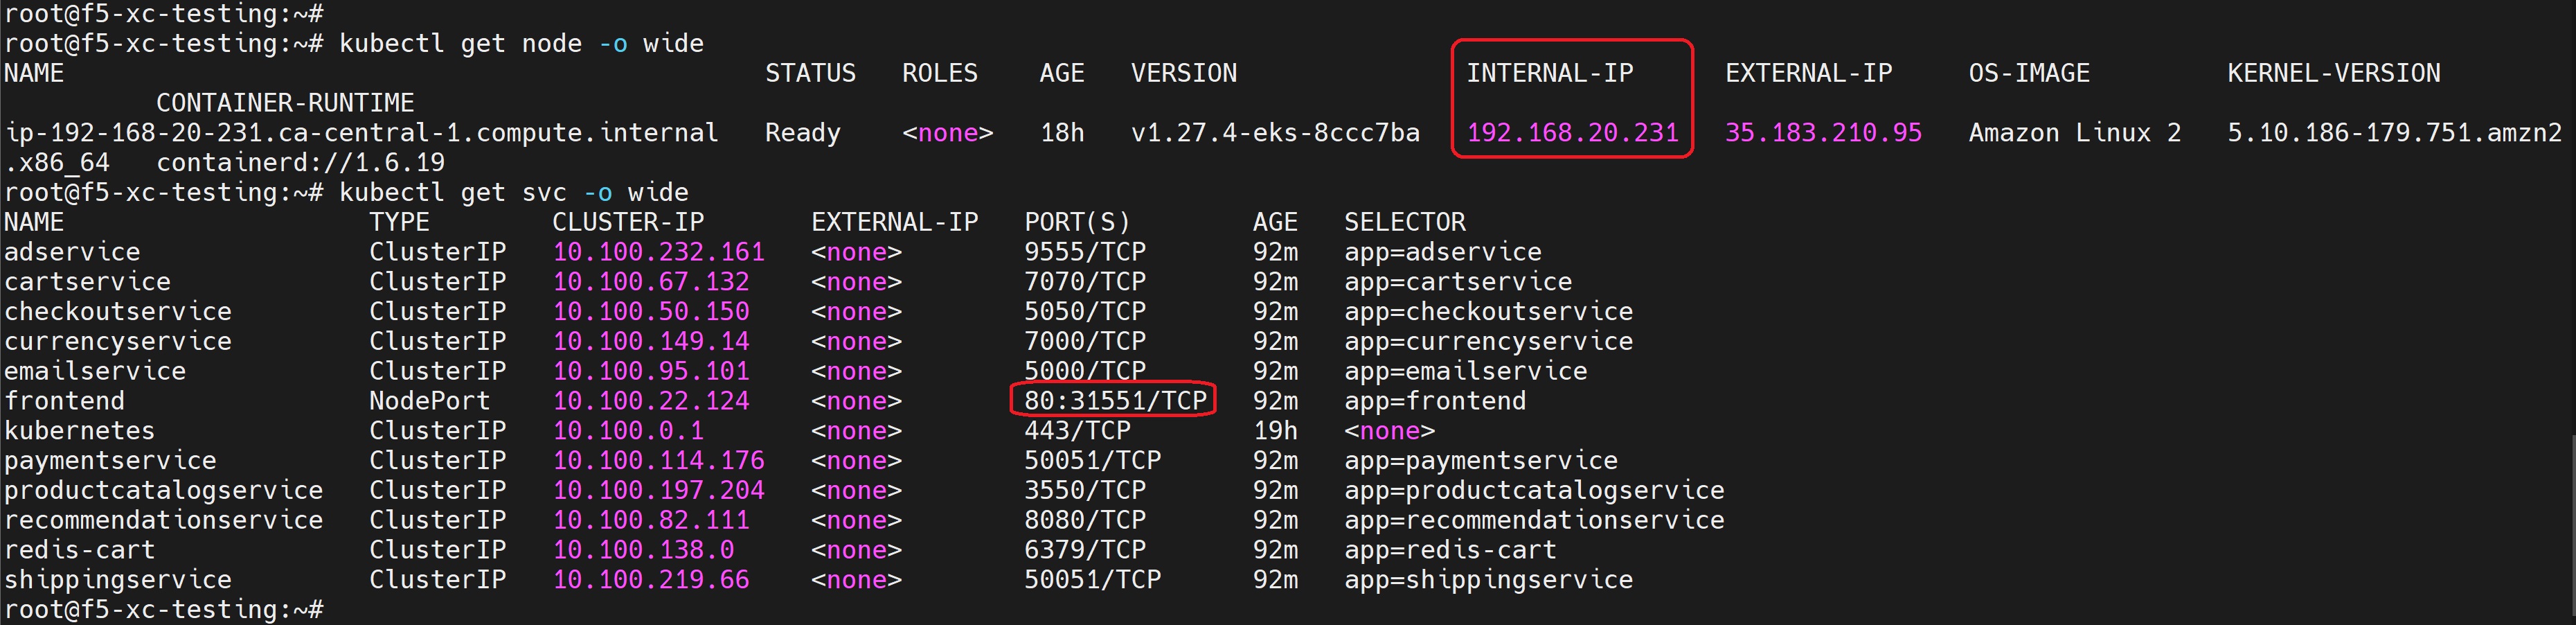 root@f5-xc-testing:~#
root@f5-xc-testing:~# kubectl get node -o wide
NAME                                              STATUS   ROLES    AGE   VERSION               INTERNAL-IP      EXTERNAL-IP     OS-IMAGE         KERNEL-VERSION
          CONTAINER-RUNTIME
ip-192-168-20-231.ca-central-1.compute.internal   Ready    <none>   18h   v1.27.4-eks-8ccc7ba   192.168.20.231   35.183.210.95   Amazon Linux 2   5.10.186-179.751.amzn2
.x86_64   containerd://1.6.19
root@f5-xc-testing:~# kubectl get svc -o wide
NAME                    TYPE        CLUSTER-IP       EXTERNAL-IP   PORT(S)        AGE   SELECTOR
adservice               ClusterIP   10.100.232.161   <none>        9555/TCP       92m   app=adservice
cartservice             ClusterIP   10.100.67.132    <none>        7070/TCP       92m   app=cartservice
checkoutservice         ClusterIP   10.100.50.150    <none>        5050/TCP       92m   app=checkoutservice
currencyservice         ClusterIP   10.100.149.14    <none>        7000/TCP       92m   app=currencyservice
emailservice            ClusterIP   10.100.95.101    <none>        5000/TCP       92m   app=emailservice
frontend                NodePort    10.100.22.124    <none>        80:31551/TCP   92m   app=frontend
kubernetes              ClusterIP   10.100.0.1       <none>        443/TCP        19h   <none>
paymentservice          ClusterIP   10.100.114.176   <none>        50051/TCP      92m   app=paymentservice
productcatalogservice   ClusterIP   10.100.197.204   <none>        3550/TCP       92m   app=productcatalogservice
recommendationservice   ClusterIP   10.100.82.111    <none>        8080/TCP       92m   app=recommendationservice
redis-cart              ClusterIP   10.100.138.0     <none>        6379/TCP       92m   app=redis-cart
shippingservice         ClusterIP   10.100.219.66    <none>        50051/TCP      92m   app=shippingservice
root@f5-xc-testing:~#